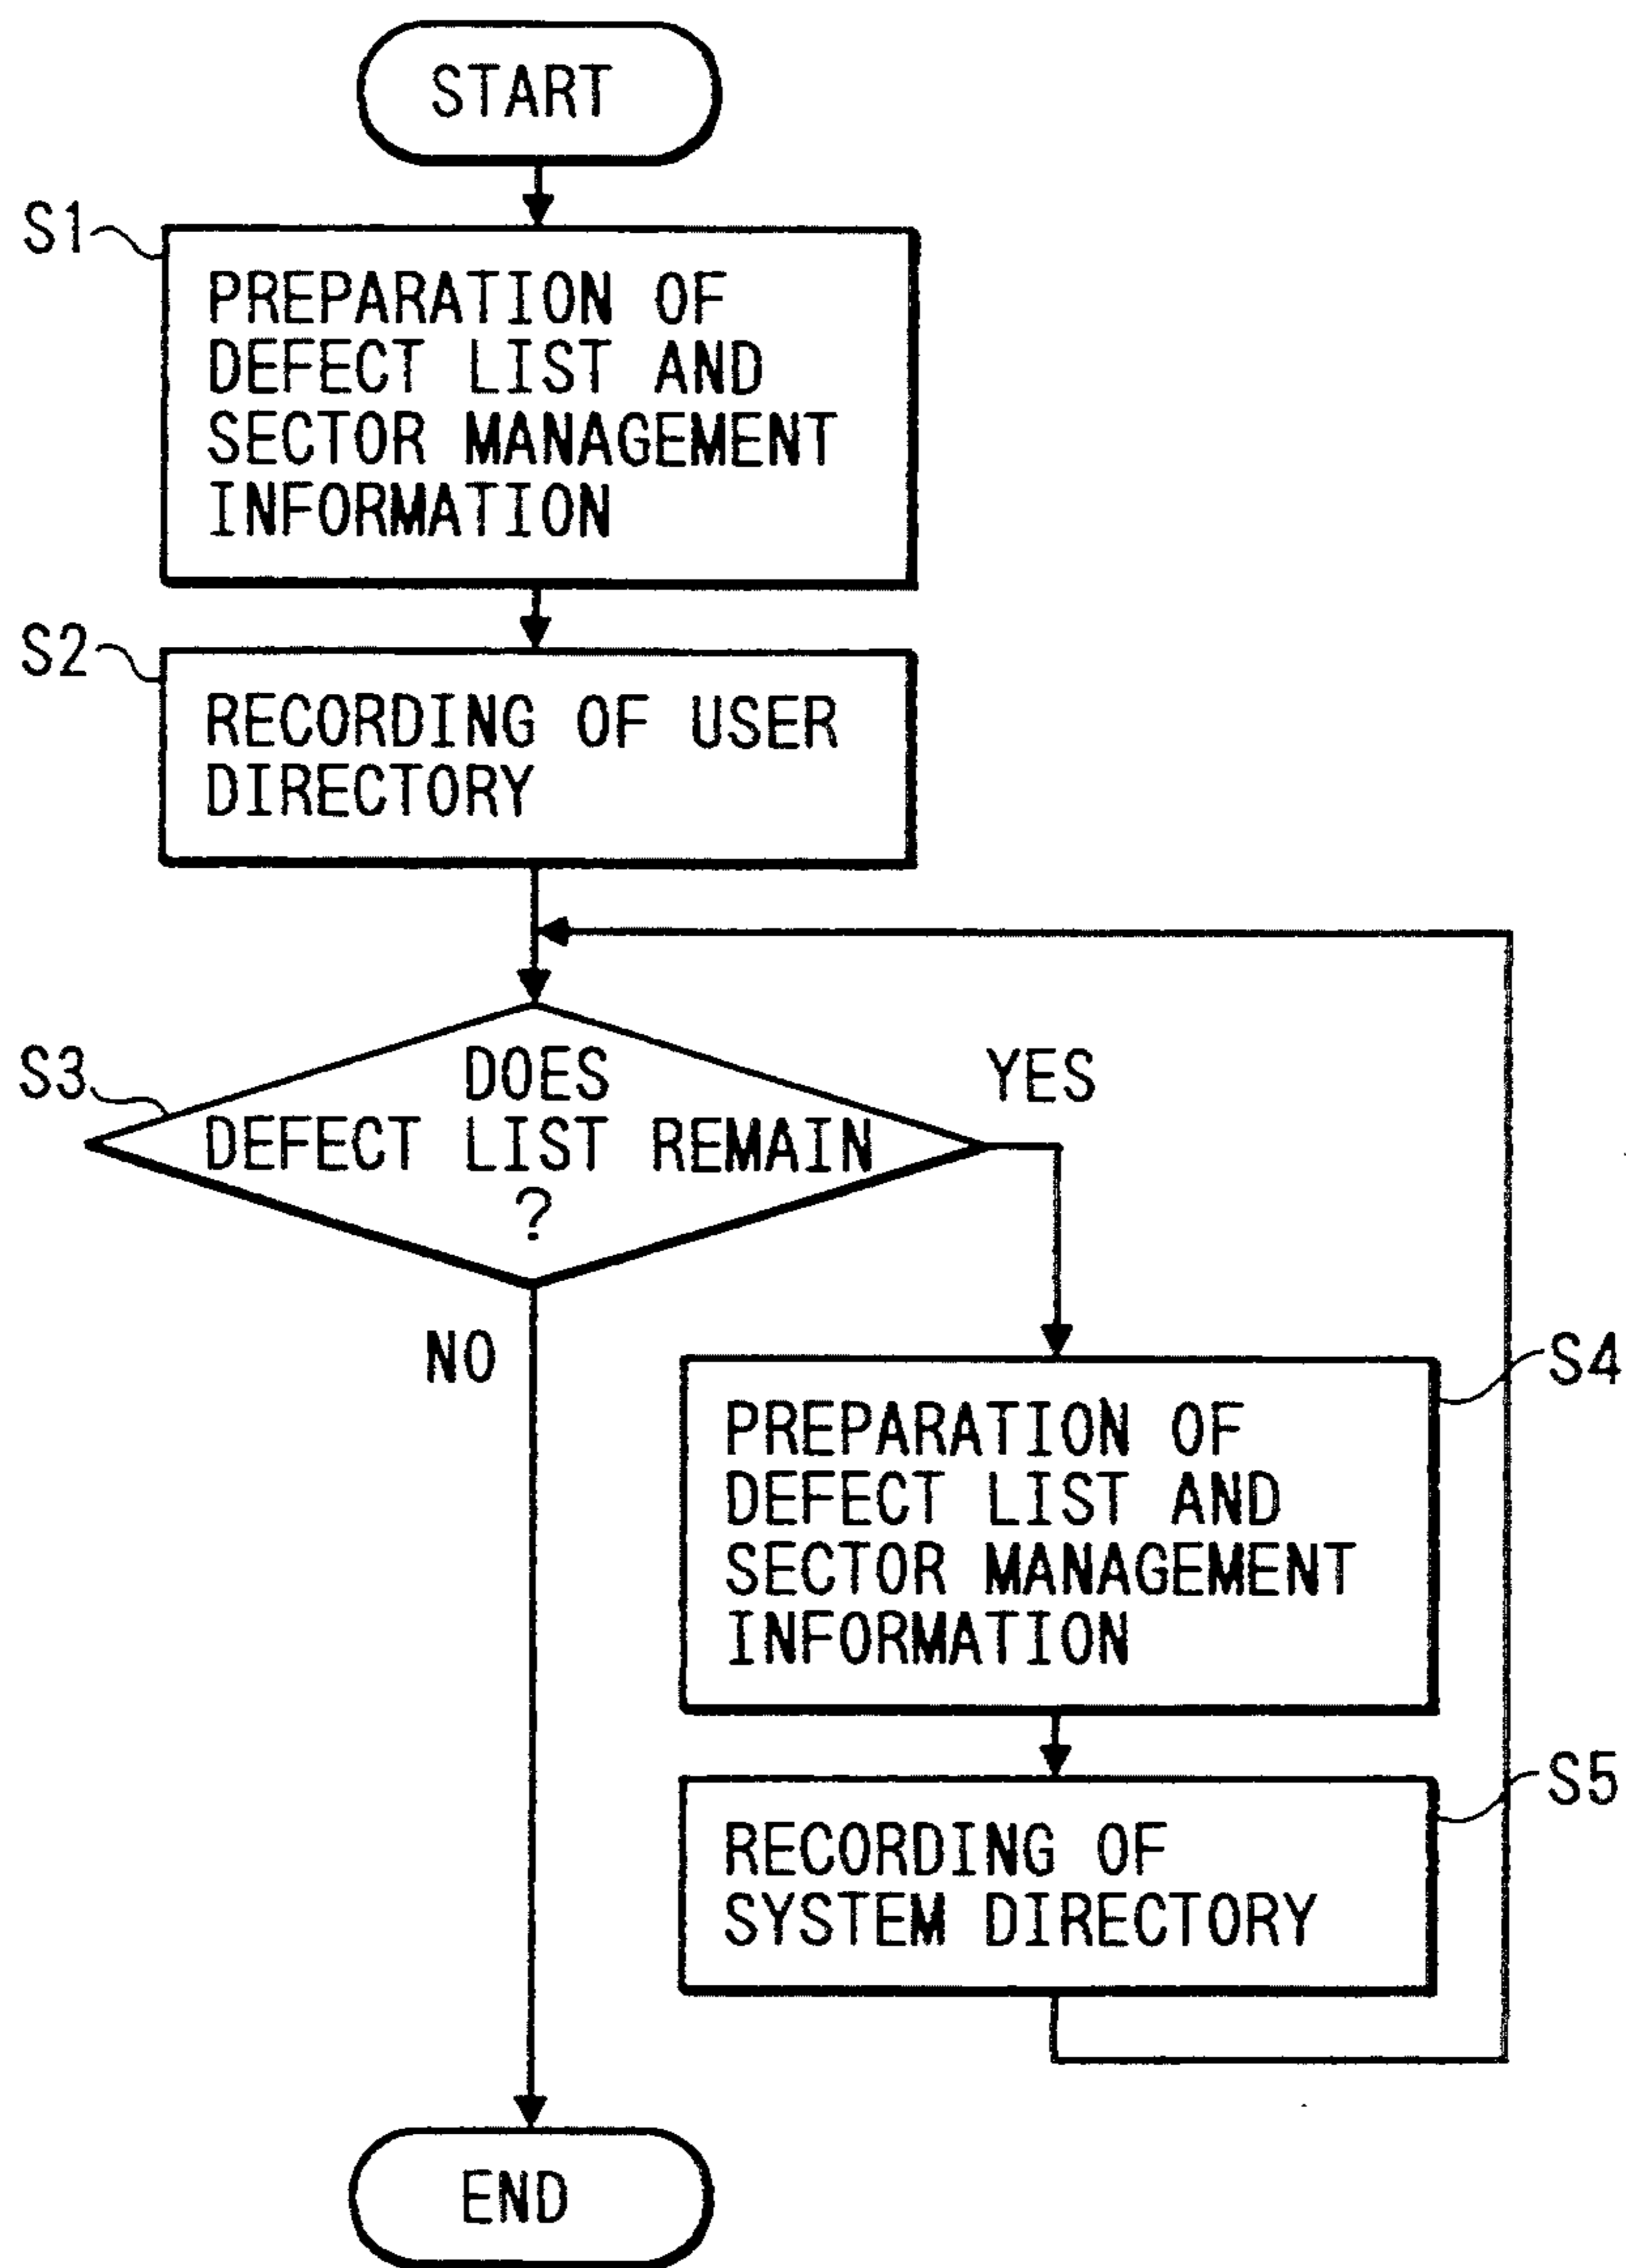 START
S1
PREPARATION OF
DEFECT LIST AND
SECTOR MANAGEMENT
INFORMATION
S2
RECORDING OF USER
DIRECTORY
S3
DOES
DEFECT LIST REMAIN
?
YES
NO
S4
PREPARATION OF
DEFECT LIST AND
SECTOR MANAGEMENT
INFORMATION
S5
RECORDING OF
SYSTEM DIRECTORY
END